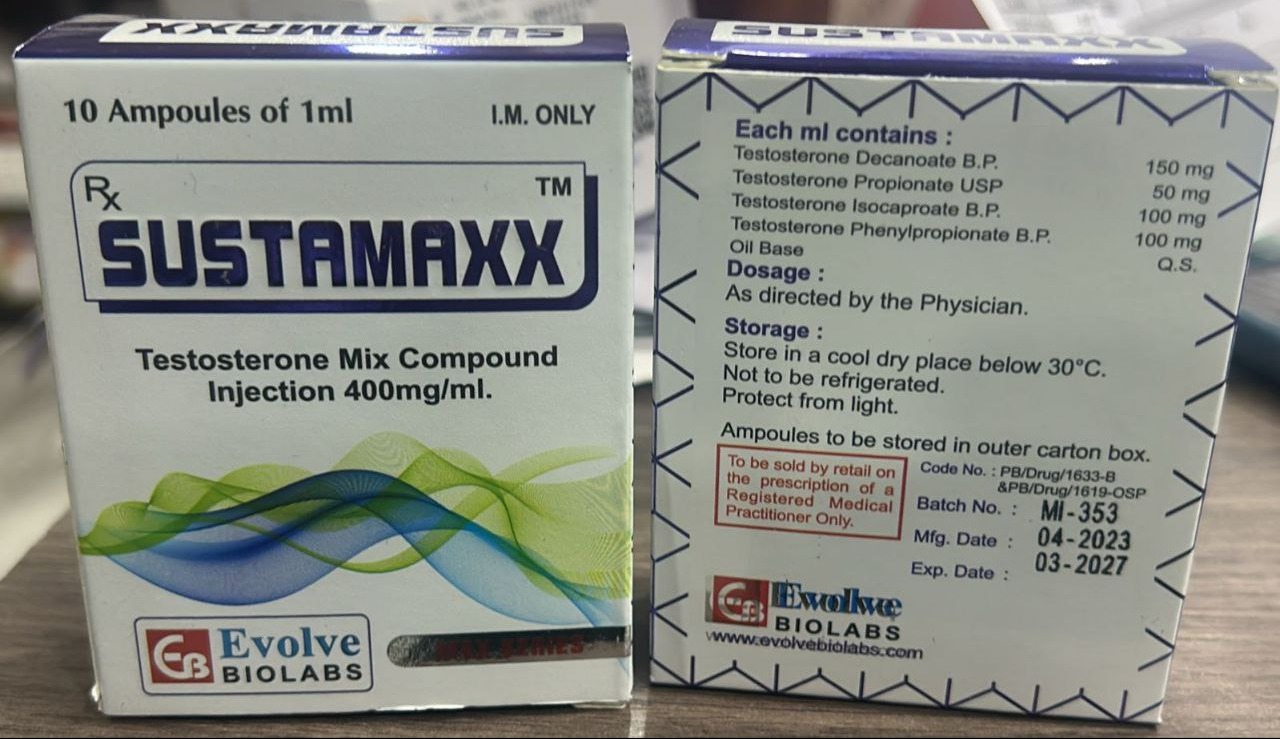 SUSTAMAXX
10 Ampoules of 1ml
I.M. ONLY
Rx
TM
SUSTAMAXX
Testosterone Mix Compound
Injection 400mg/ml.
EB
Evolve
BIOLABS
MAX SERIES
SUSTAMAXX
Each ml contains :
Testosterone Decanoate B.P. 150 mg
Testosterone Propionate USP 50 mg
Testosterone Isocaproate B.P. 100 mg
Testosterone Phenylpropionate B.P. 100 mg
Oil Base Q.S.
Dosage :
As directed by the Physician.
Storage :
Store in a cool dry place below 30°C.
Not to be refrigerated.
Protect from light.
Ampoules to be stored in outer carton box.
To be sold by retail on
the prescription of a
Registered Medical
Practitioner Only.
Code No. : PB/Drug/1633-B
&PB/Drug/1619-OSP
Batch No. : MI-353
Mfg. Date : 04-2023
Exp. Date : 03-2027
EB
Evolve
BIOLABS
www.evolvebiolabs.com